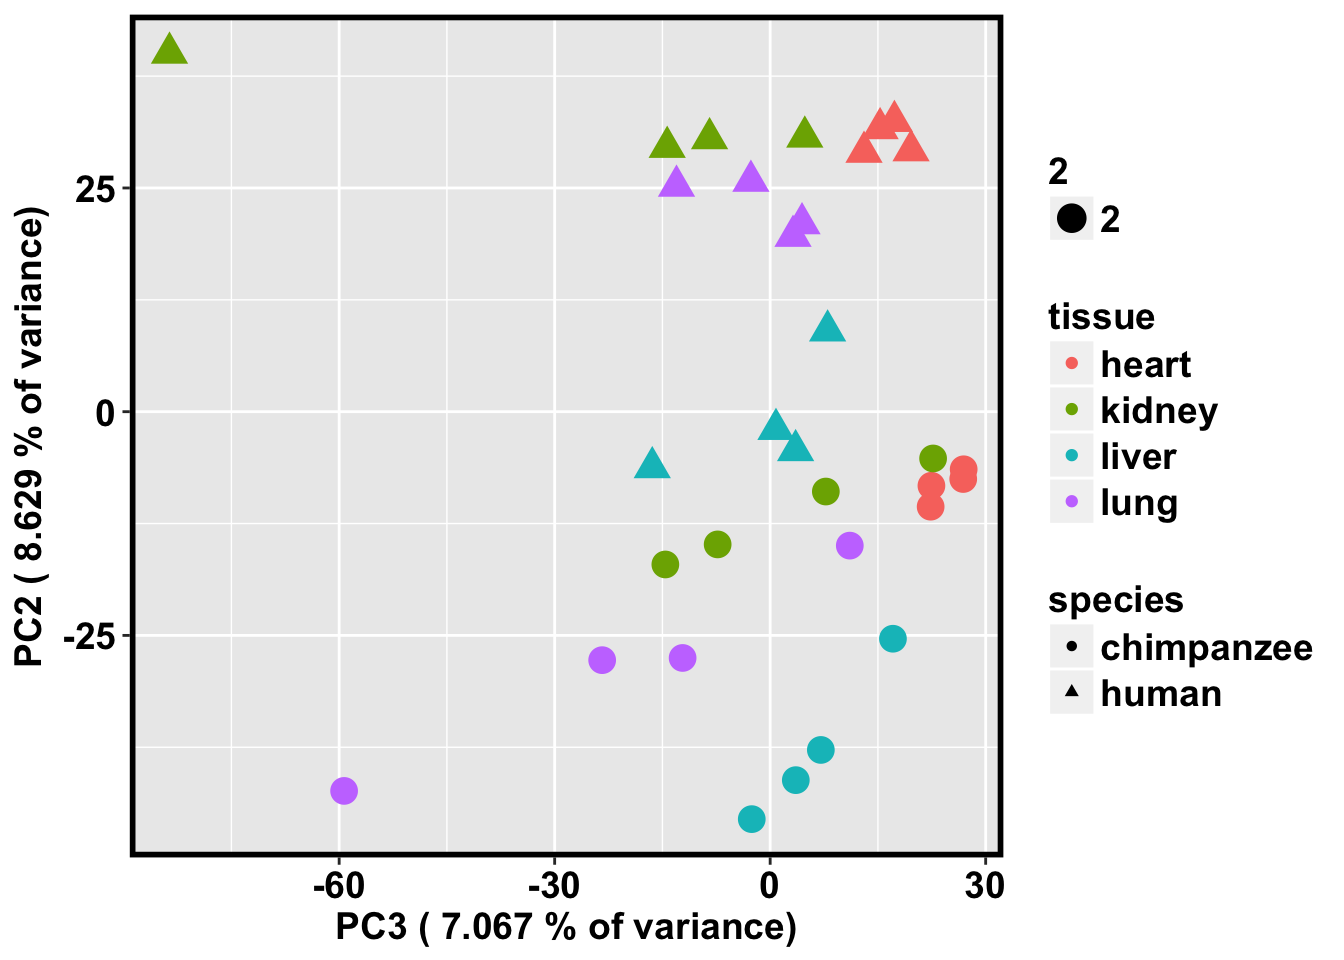 25
0
-25
PC2 ( 8.629 % of variance)
-60
-30
0
30
PC3 ( 7.067 % of variance)
2
2
tissue
heart
kidney
liver
lung
species
chimpanzee
human